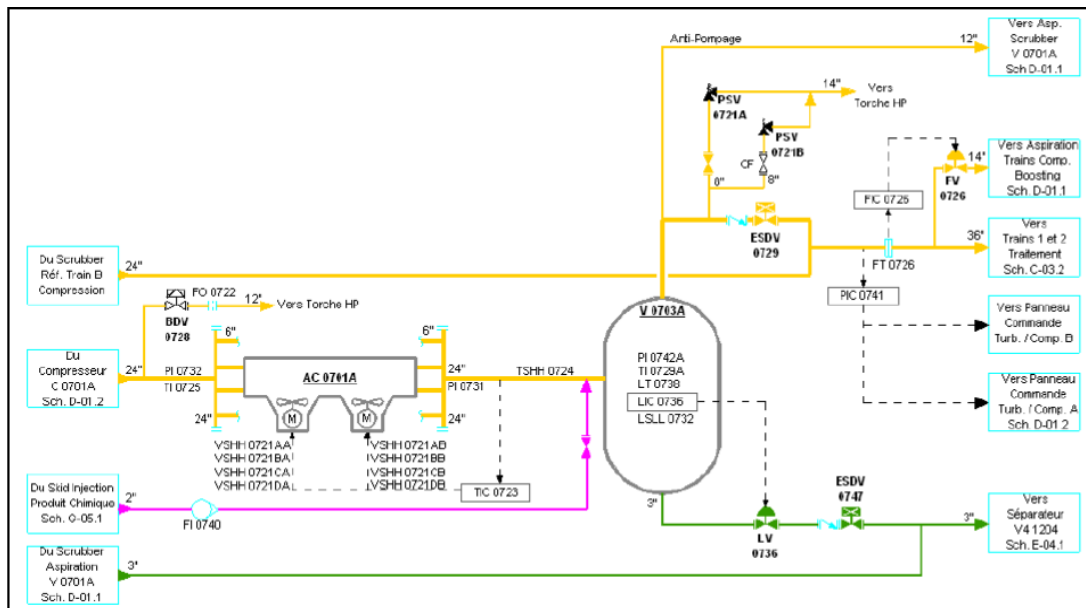 Vers Asp.
Scrubber
V 0701A
Sch D-01.1
Anti-Pompage
12"
14"
Vers
Torche HP
PSV
0721A
PSV
0721B
CF
8"
Vers Aspiration
Trains Comp.
Boosting
Sch. D-01.1
14"
FV
0726
FIC 0725
ESDV
0729
36"
FT 0726
Vers
Trains 1 et 2
Traitement
Sch. C-03.2
PIC 0741
Du Scrubber
Réf. Train B
Compression
24"
FO 0722
12"
Vers Torche HP
BDV
0728
V 0703A
PI 0742A
TI 0729A
LT 0738
LIC 0736
LSLL 0732
Vers Panneau
Commande
Turb. / Comp. B
Vers Panneau
Commande
Turb. / Comp. A
Sch. D-01.2
Du
Compresseur
C 0701A
Sch. D-01.2
24"
PI 0732
TI 0725
6"
24"
AC 0701A
M
M
6"
24"
24"
PI 0731
TSHH 0724
VSHH 0721AA
VSHH 0721BA
VSHH 0721CA
VSHH 0721DA
VSHH 0721AB
VSHH 0721BB
VSHH 0721CB
VSHH 0721DB
TIC 0723
Du Skid Injection
Produit Chimique
Sch. G-05.1
2"
FI 0740
3"
ESDV
0747
LV
0736
3"
Vers
Séparateur
V4 1204
Sch. E-04.1
Du Scrubber
Aspiration
V 0701A
Sch. D-01.1
3"